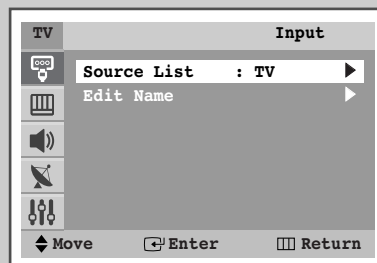 TV Input
Source List : TV
Edit Name
Move Enter Return